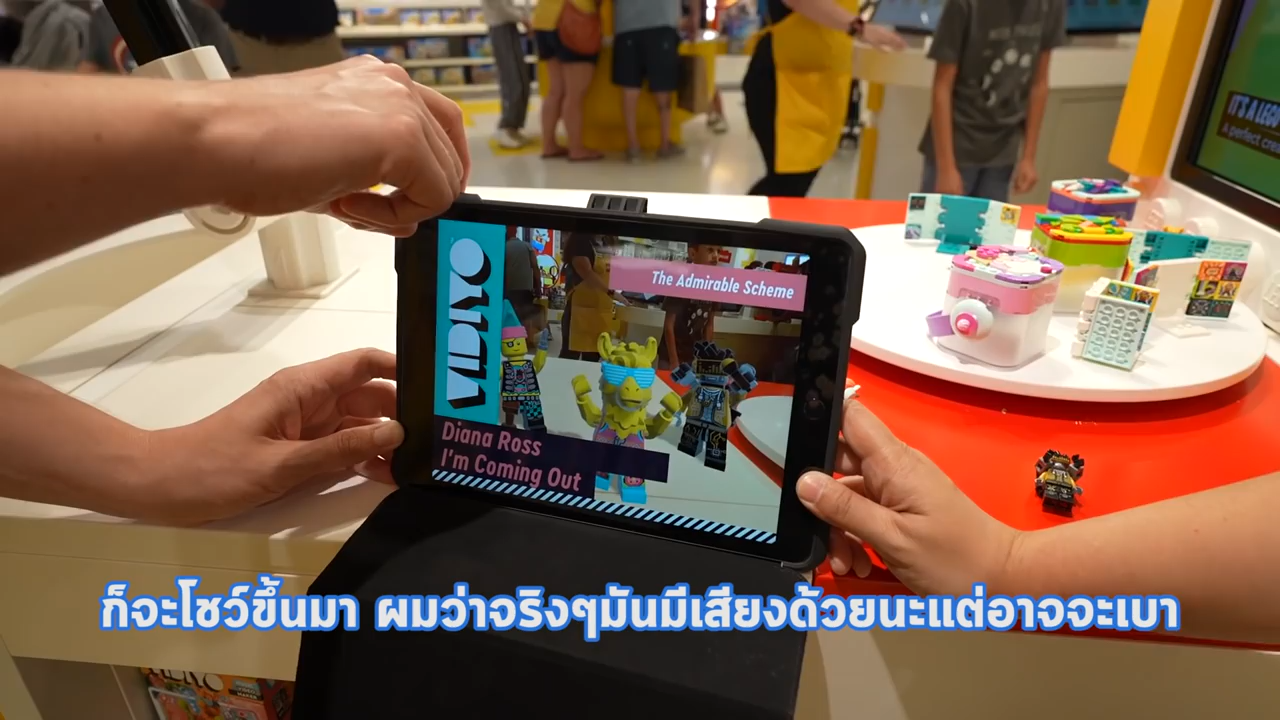 IT'S A LEGO
A perfect crea
The Admirable Scheme
VIDIYO
Diana Ross
I'm Coming Out
ก็จะโชว์ขึ้นมา ผมว่าจริงๆมันมีเสียงด้วยนะแต่อาจจะเบา
VIDIYO